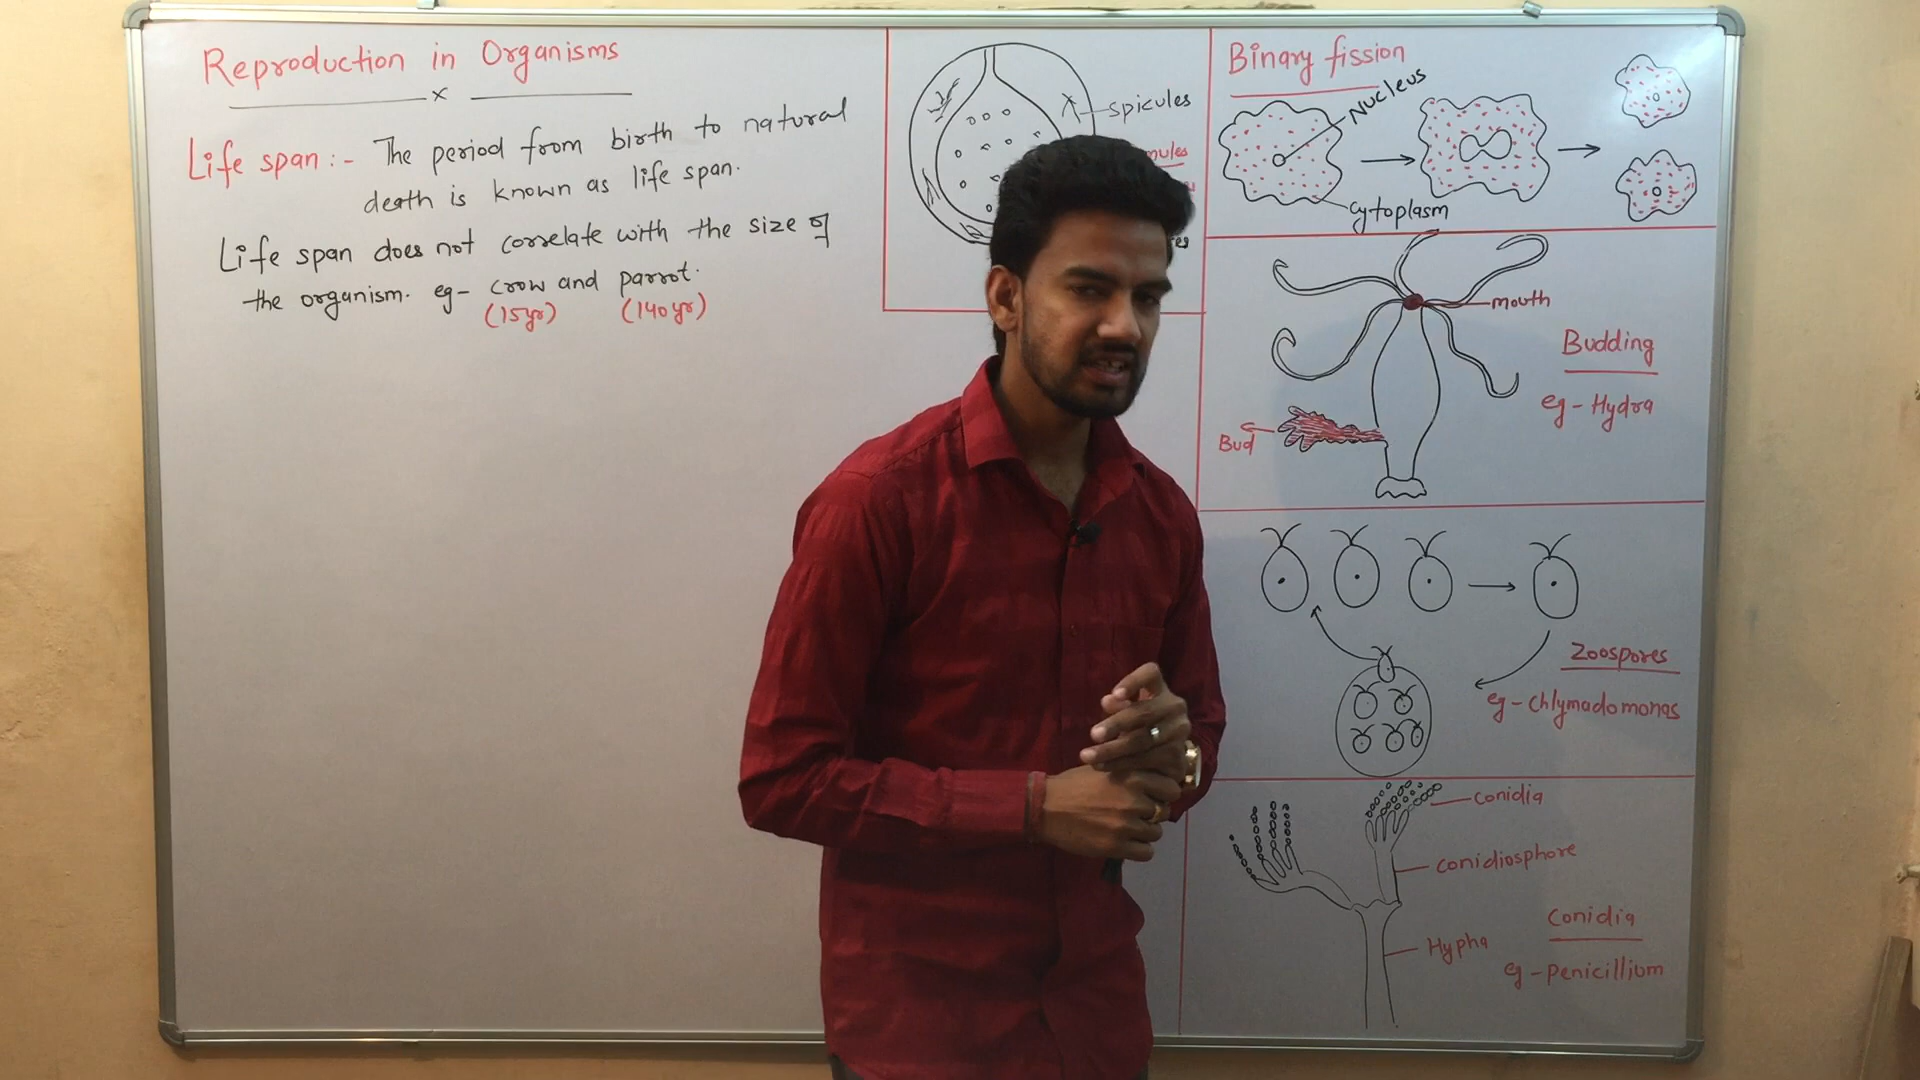 Reproduction in Organisms
x
Life span :- The period from birth to natural
death is known as life span.
Life span does not correlate with the size of
the organism. eg- crow and parrot.
(15yr) (140yr)
spicules
Binary fission
Nucleus
cytoplasm
mouth
Budding
eg - Hydra
Bud
Zoospores
eg - chlymadomonas
conidia
conidiosphore
Hypha
conidia
eg - penicillium